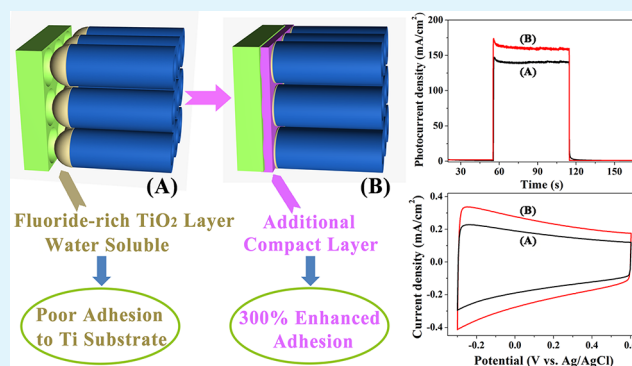 (A)
(B)
Fluoride-rich TiO₂ Layer
Water Soluble
Additional
Compact Layer
Poor Adhesion
to Ti Substrate
300% Enhanced
Adhesion
Photocurrent density (mA/cm²)
200
150
100
50
0
(B)
(A)
30
60
90
120
150
Time (s)
Current density (mA/cm²)
0.4
0.2
0.0
-0.2
-0.4
(B)
(A)
-0.2
0.0
0.2
0.4
Potential (V vs. Ag/AgCl)